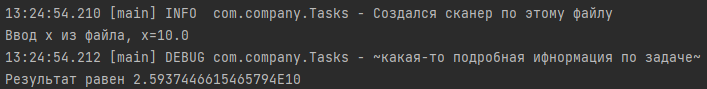 13:24:54.210 [main] INFO  com.company.Tasks - Создался сканер по этому файлу
Ввод x из файла, x=10.0
13:24:54.212 [main] DEBUG com.company.Tasks - ~какая-то подробная ифнормация по задаче~
Результат равен 2.5937446615465794E10